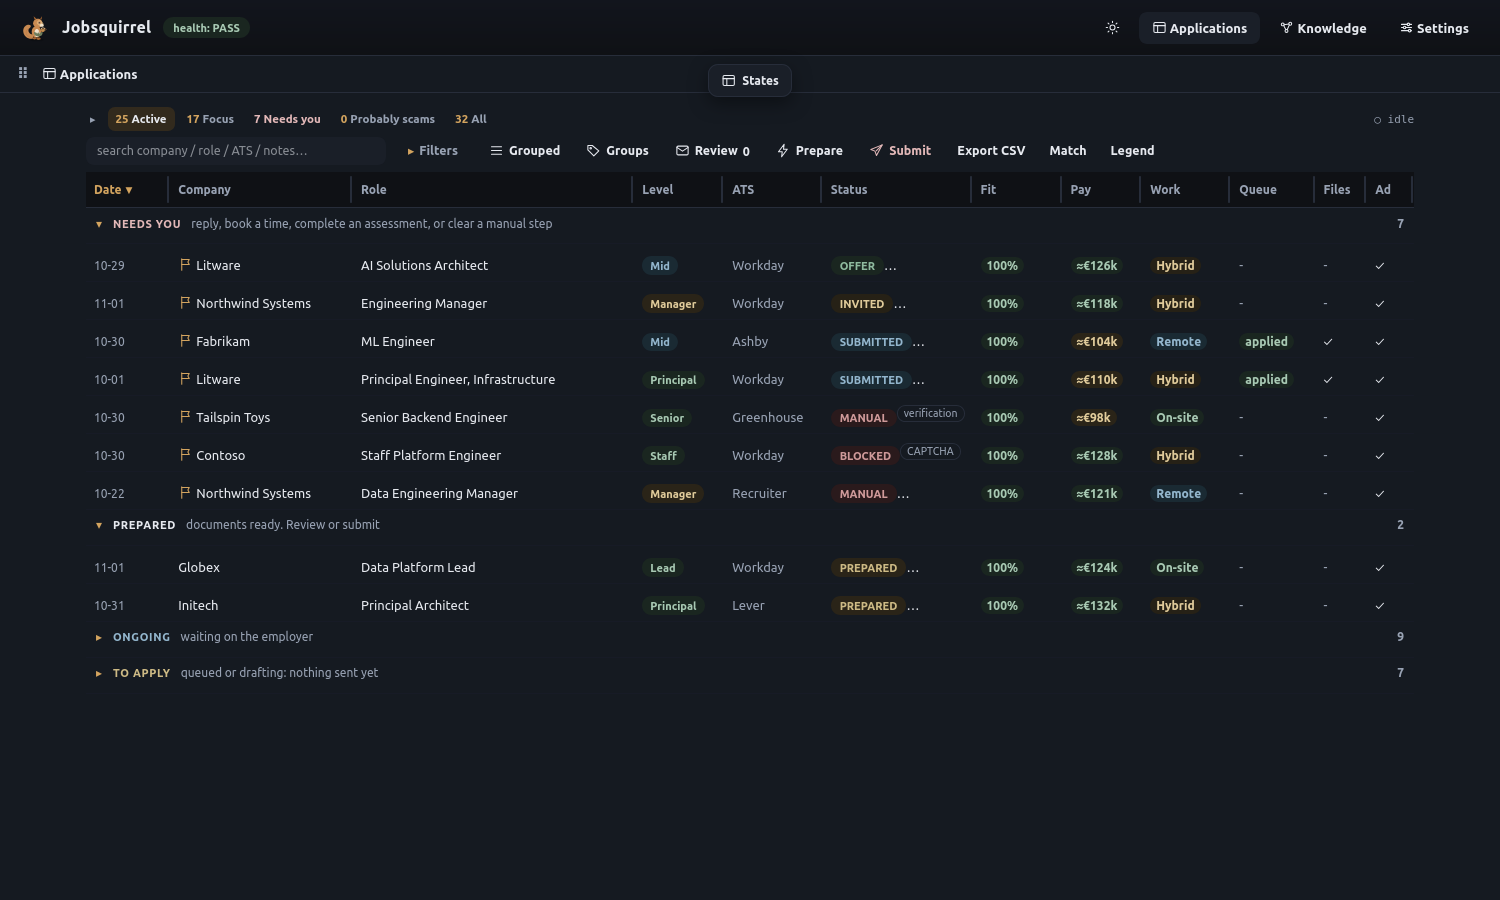 Jobsquirrel health: PASS Applications Knowledge Settings
Applications
States
25 Active 17 Focus 7 Needs you 0 Probably scams 32 All idle
search company / role / ATS / notes… Filters Grouped Groups Review 0 Prepare Submit Export CSV Match Legend
Date ▾ Company Role Level ATS Status Fit Pay Work Queue Files Ad
NEEDS YOU reply, book a time, complete an assessment, or clear a manual step 7
10-29 Litware AI Solutions Architect Mid Workday OFFER … 100% ≈€126k Hybrid - - ✓
11-01 Northwind Systems Engineering Manager Manager Workday INVITED … 100% ≈€118k Hybrid - - ✓
10-30 Fabrikam ML Engineer Mid Ashby SUBMITTED … 100% ≈€104k Remote applied ✓ ✓
10-01 Litware Principal Engineer, Infrastructure Principal Workday SUBMITTED … 100% ≈€110k Hybrid applied ✓ ✓
10-30 Tailspin Toys Senior Backend Engineer Senior Greenhouse MANUAL verification 100% ≈€98k On-site - - ✓
10-30 Contoso Staff Platform Engineer Staff Workday BLOCKED CAPTCHA 100% ≈€128k Hybrid - - ✓
10-22 Northwind Systems Data Engineering Manager Manager Recruiter MANUAL … 100% ≈€121k Remote - - ✓
PREPARED documents ready. Review or submit 2
11-01 Globex Data Platform Lead Lead Workday PREPARED … 100% ≈€124k On-site - - ✓
10-31 Initech Principal Architect Principal Lever PREPARED … 100% ≈€132k Hybrid - - ✓
ONGOING waiting on the employer 9
TO APPLY queued or drafting: nothing sent yet 7